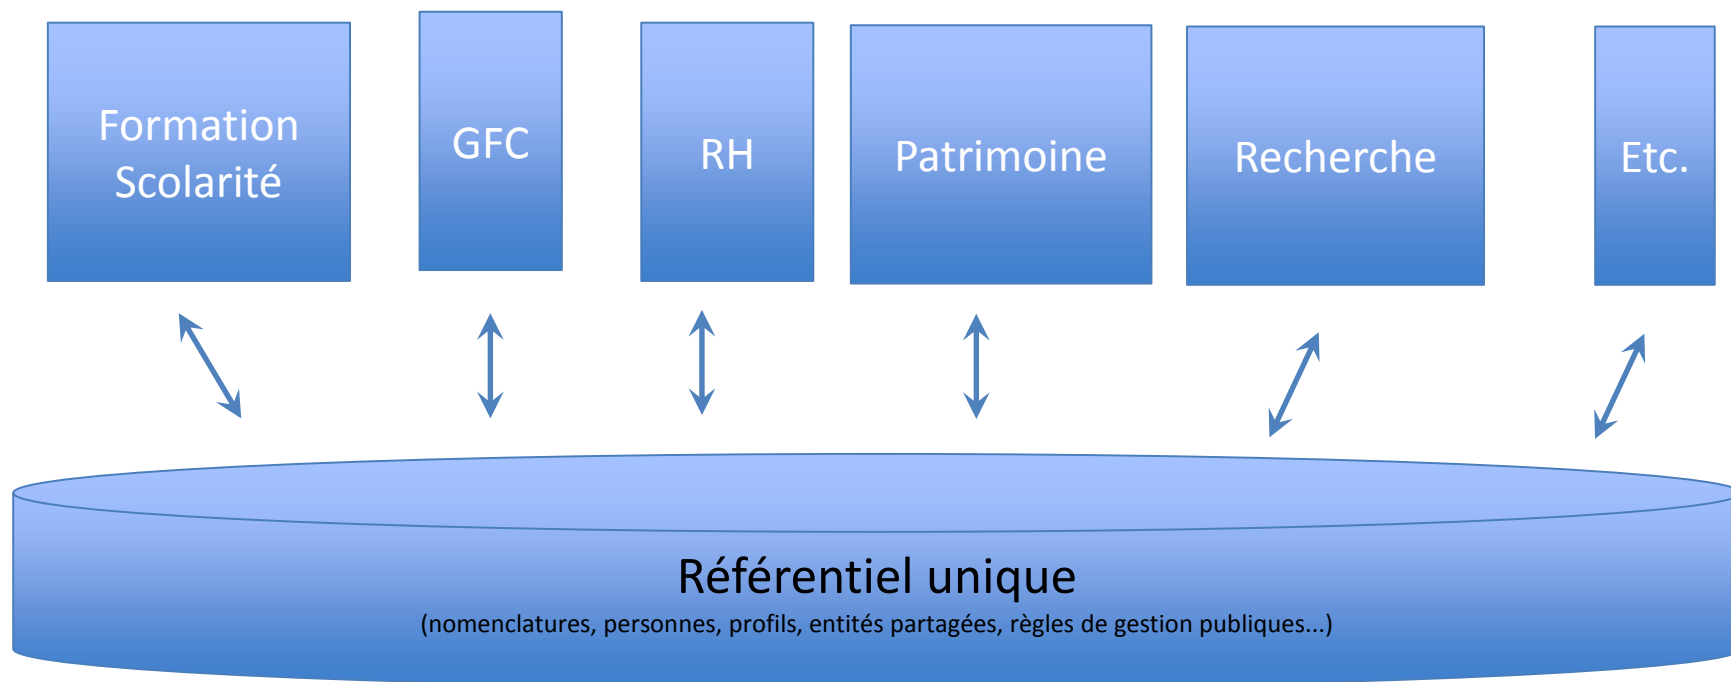 Formation
Scolarité
GFC
RH
Patrimoine
Recherche
Etc.
Référentiel unique
(nomenclatures, personnes, profils, entités partagées, règles de gestion publiques...)